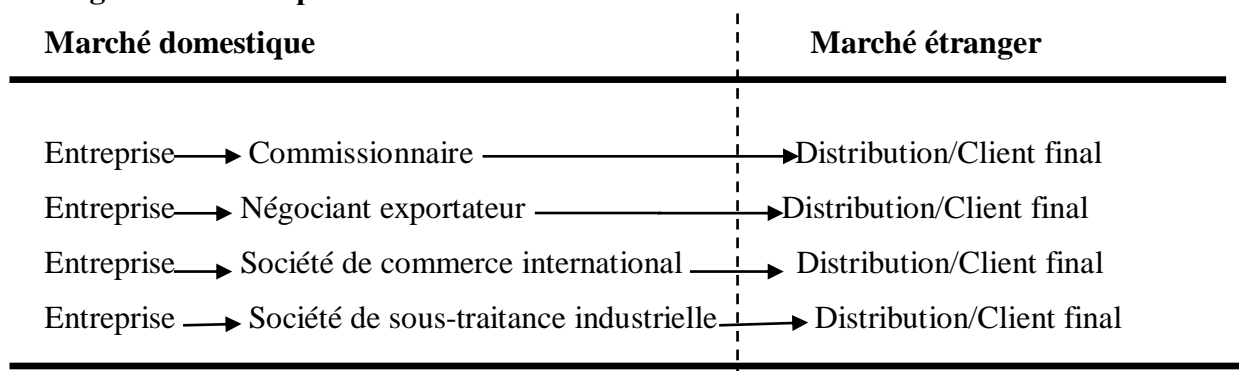 Marché domestique Marché étranger
Entreprise Commissionnaire Distribution/Client final
Entreprise Négociant exportateur Distribution/Client final
Entreprise Société de commerce international Distribution/Client final
Entreprise Société de sous-traitance industrielle Distribution/Client final